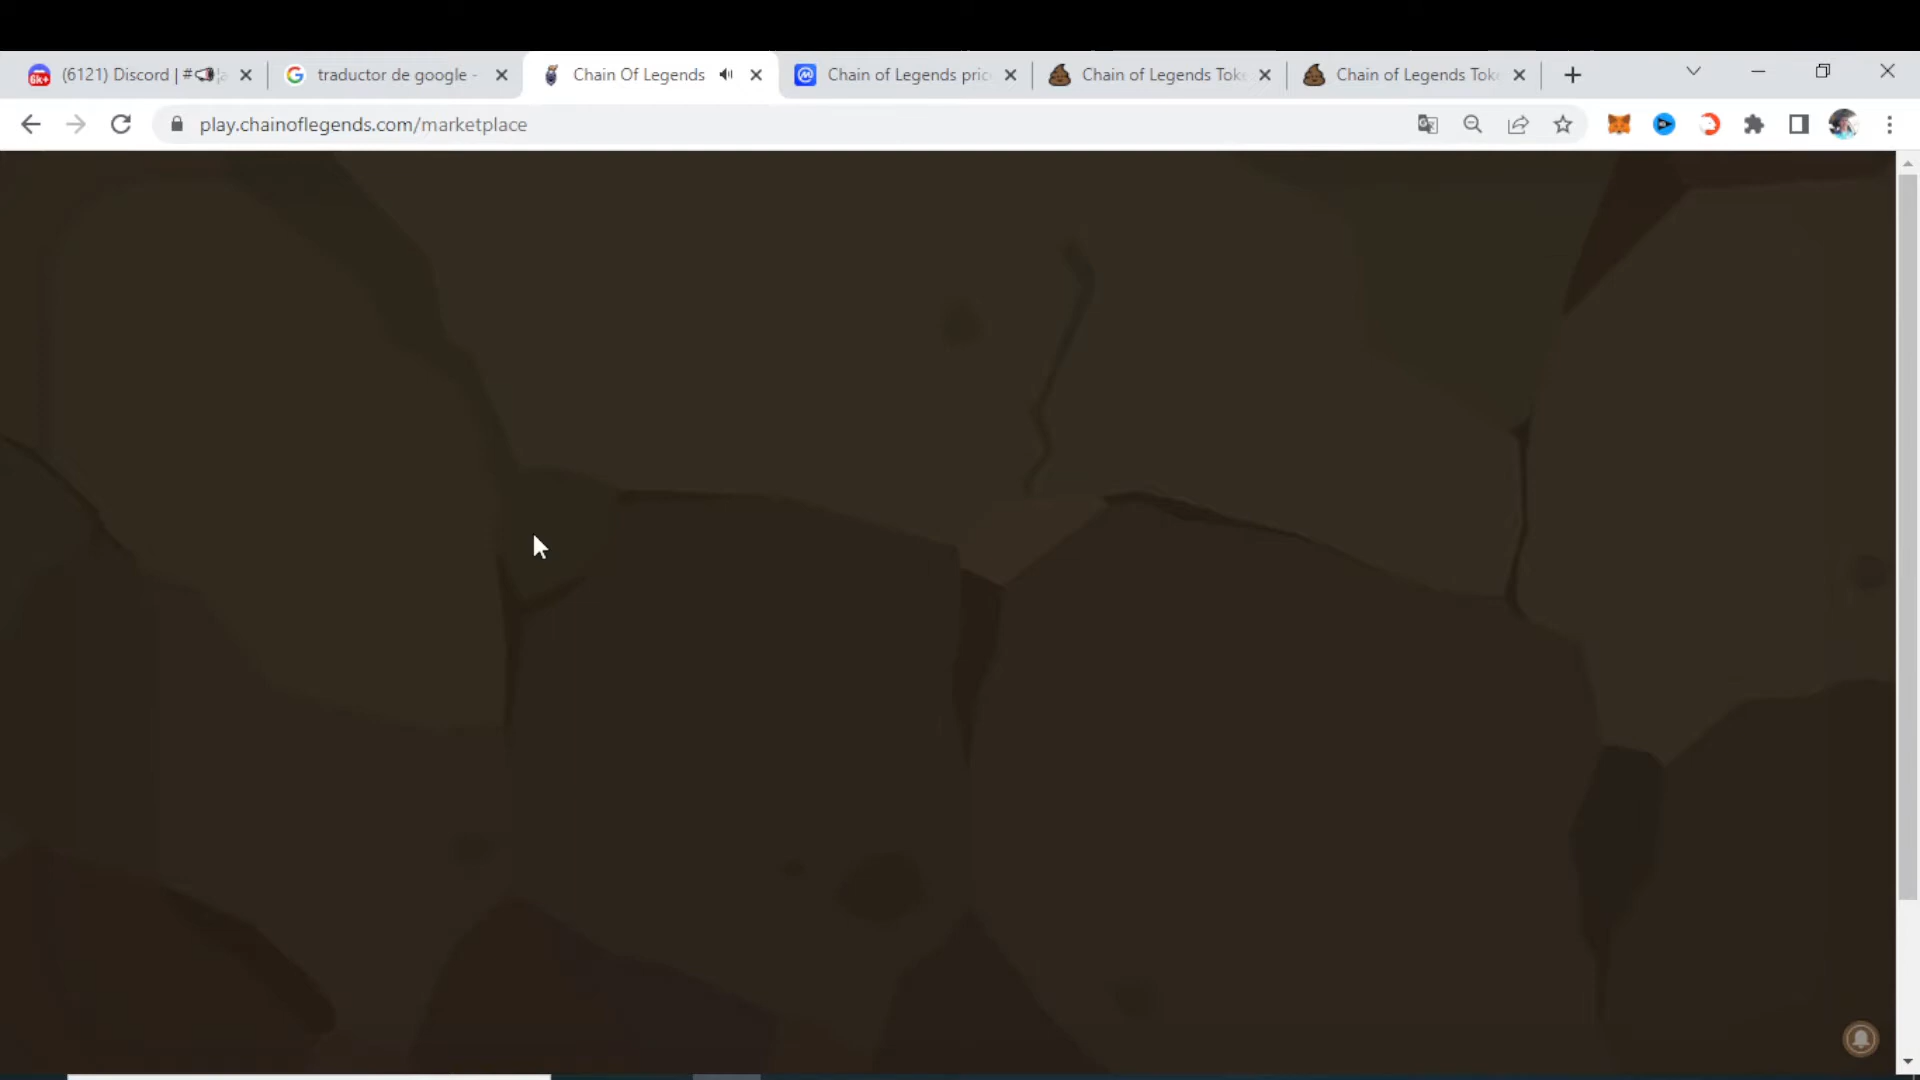 6k+ (6121) Discord | #
traductor de google -
Chain Of Legends
Chain of Legends pric
Chain of Legends Tok
Chain of Legends Tok
play.chainoflegends.com/marketplace